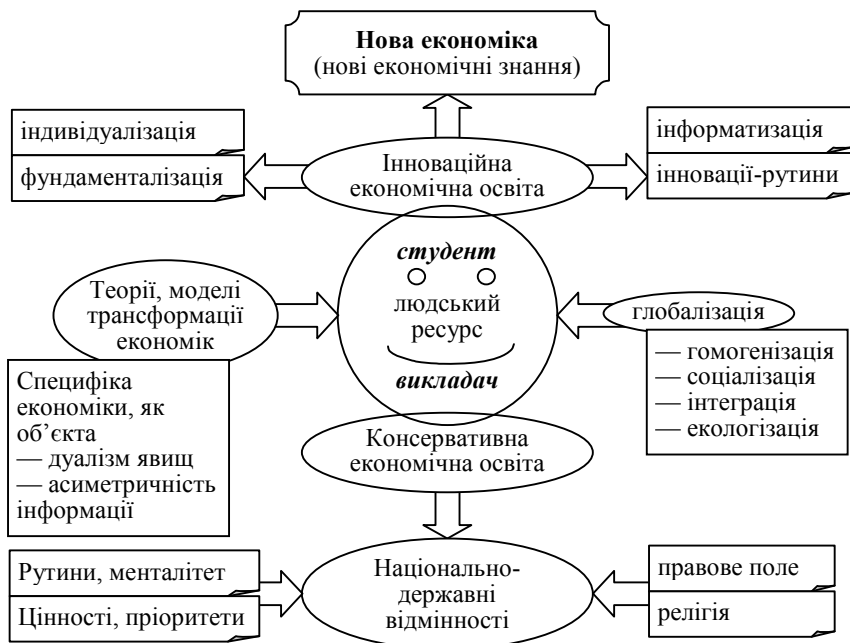 Нова економіка
(нові економічні знання)
індивідуалізація
фундаменталізація
Інноваційна
економічна освіта
інформатизація
інновації-рутини
студент
людський
ресурс
викладач
Теорії, моделі
трансформації
економік
глобалізація
Специфіка
економіки, як
об’єкта
— дуалізм явищ
— асиметричність
інформації
— гомогенізація
— соціалізація
— інтеграція
— екологізація
Консервативна
економічна освіта
Рутини, менталітет
Цінності, пріоритети
Національно-
державні
відмінності
правове поле
релігія